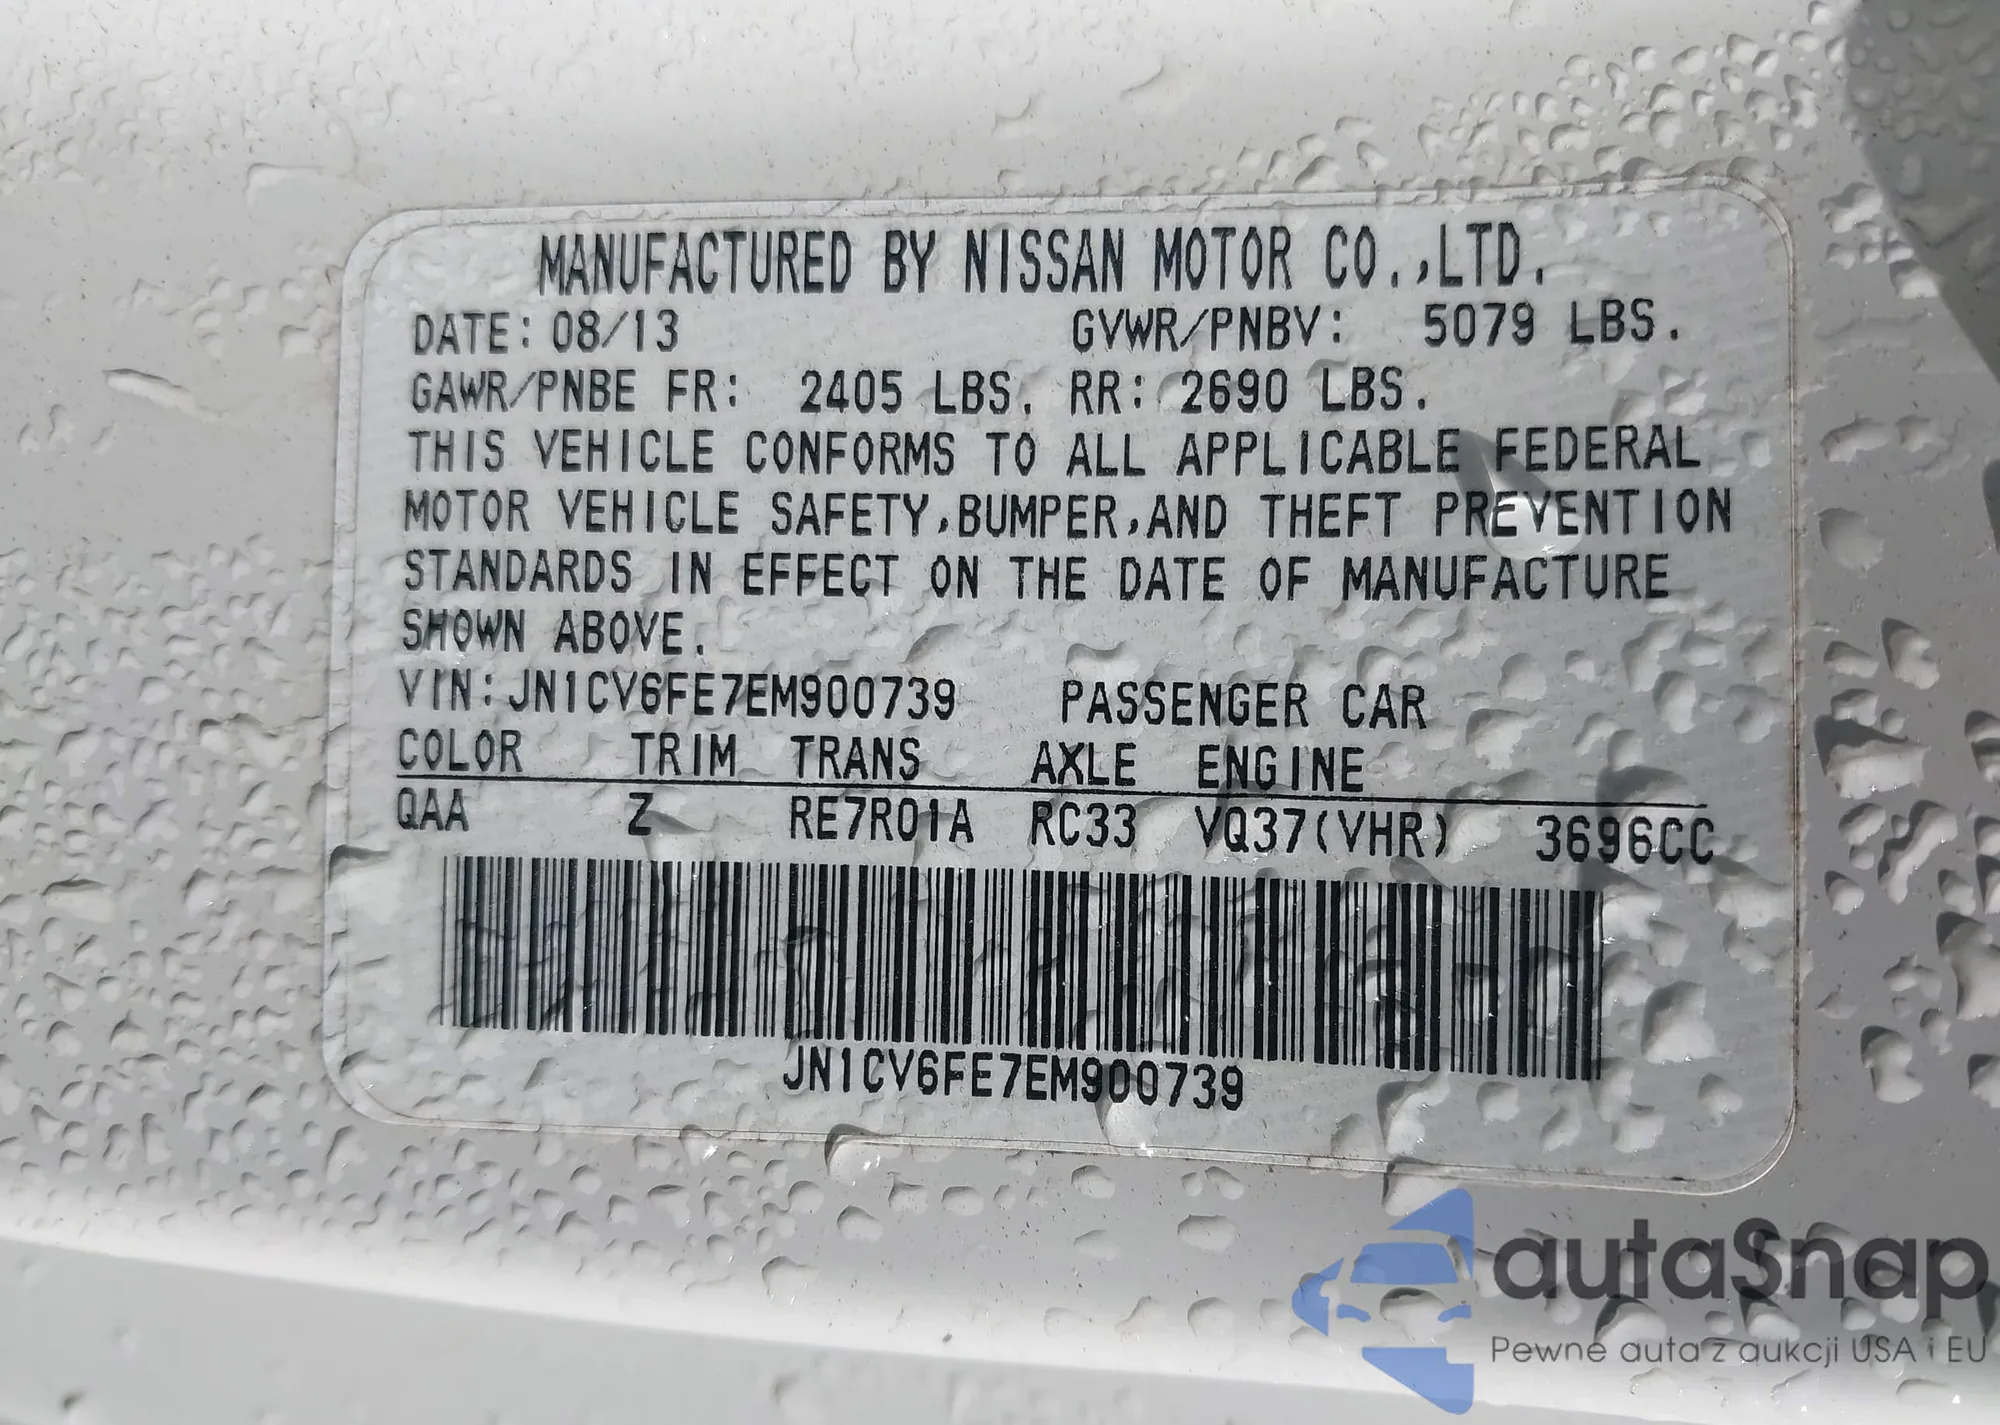 MANUFACTURED BY NISSAN MOTOR CO.,LTD.
DATE: 08/13 GVWR/PNBV: 5079 LBS.
GAWR/PNBE FR: 2405 LBS. RR: 2690 LBS.
THIS VEHICLE CONFORMS TO ALL APPLICABLE FEDERAL
MOTOR VEHICLE SAFETY,BUMPER,AND THEFT PREVENTION
STANDARDS IN EFFECT ON THE DATE OF MANUFACTURE
SHOWN ABOVE.
VIN:JN1CV6FE7EM900739 PASSENGER CAR
COLOR TRIM TRANS AXLE ENGINE
QAA Z RE7R01A RC33 VQ37(VHR) 3696CC
JN1CV6FE7EM900739
autaSnap
Pewne auta z aukcji USA i EU